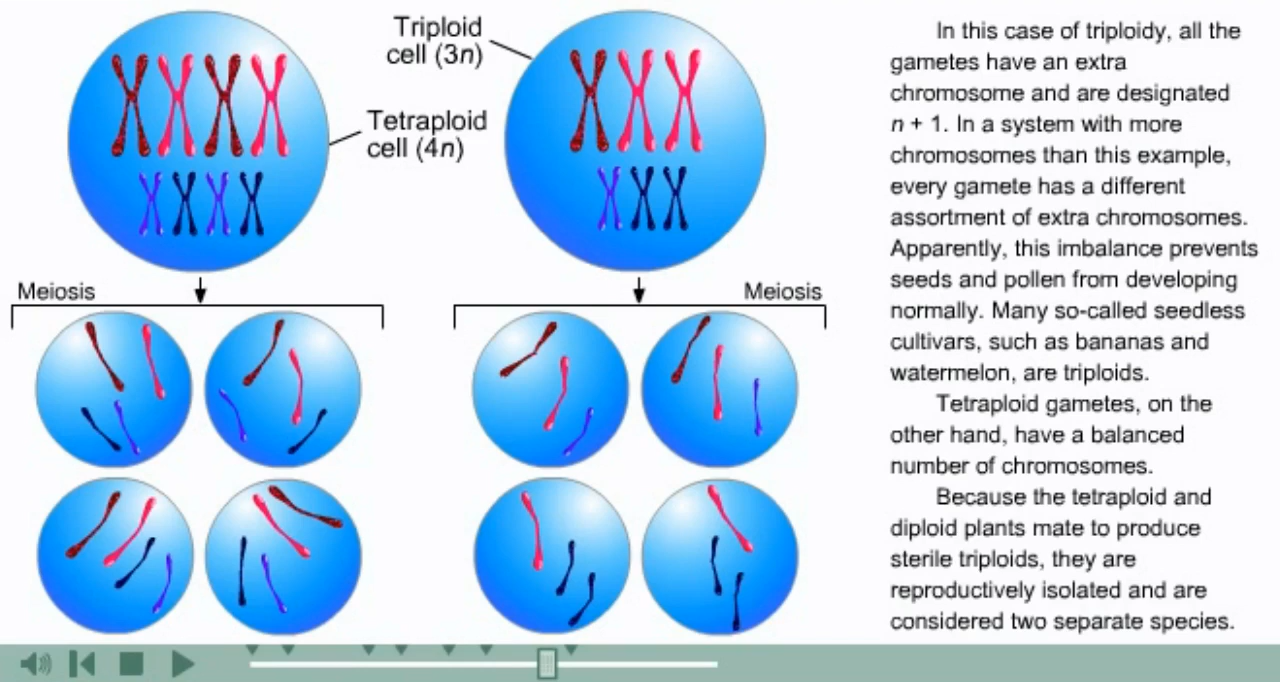 Triploid
cell (3n)
Tetraploid
cell (4n)
Meiosis
Meiosis
In this case of triploidy, all the
gametes have an extra
chromosome and are designated
n + 1. In a system with more
chromosomes than this example,
every gamete has a different
assortment of extra chromosomes.
Apparently, this imbalance prevents
seeds and pollen from developing
normally. Many so-called seedless
cultivars, such as bananas and
watermelon, are triploids.
Tetraploid gametes, on the
other hand, have a balanced
number of chromosomes.
Because the tetraploid and
diploid plants mate to produce
sterile triploids, they are
reproductively isolated and are
considered two separate species.